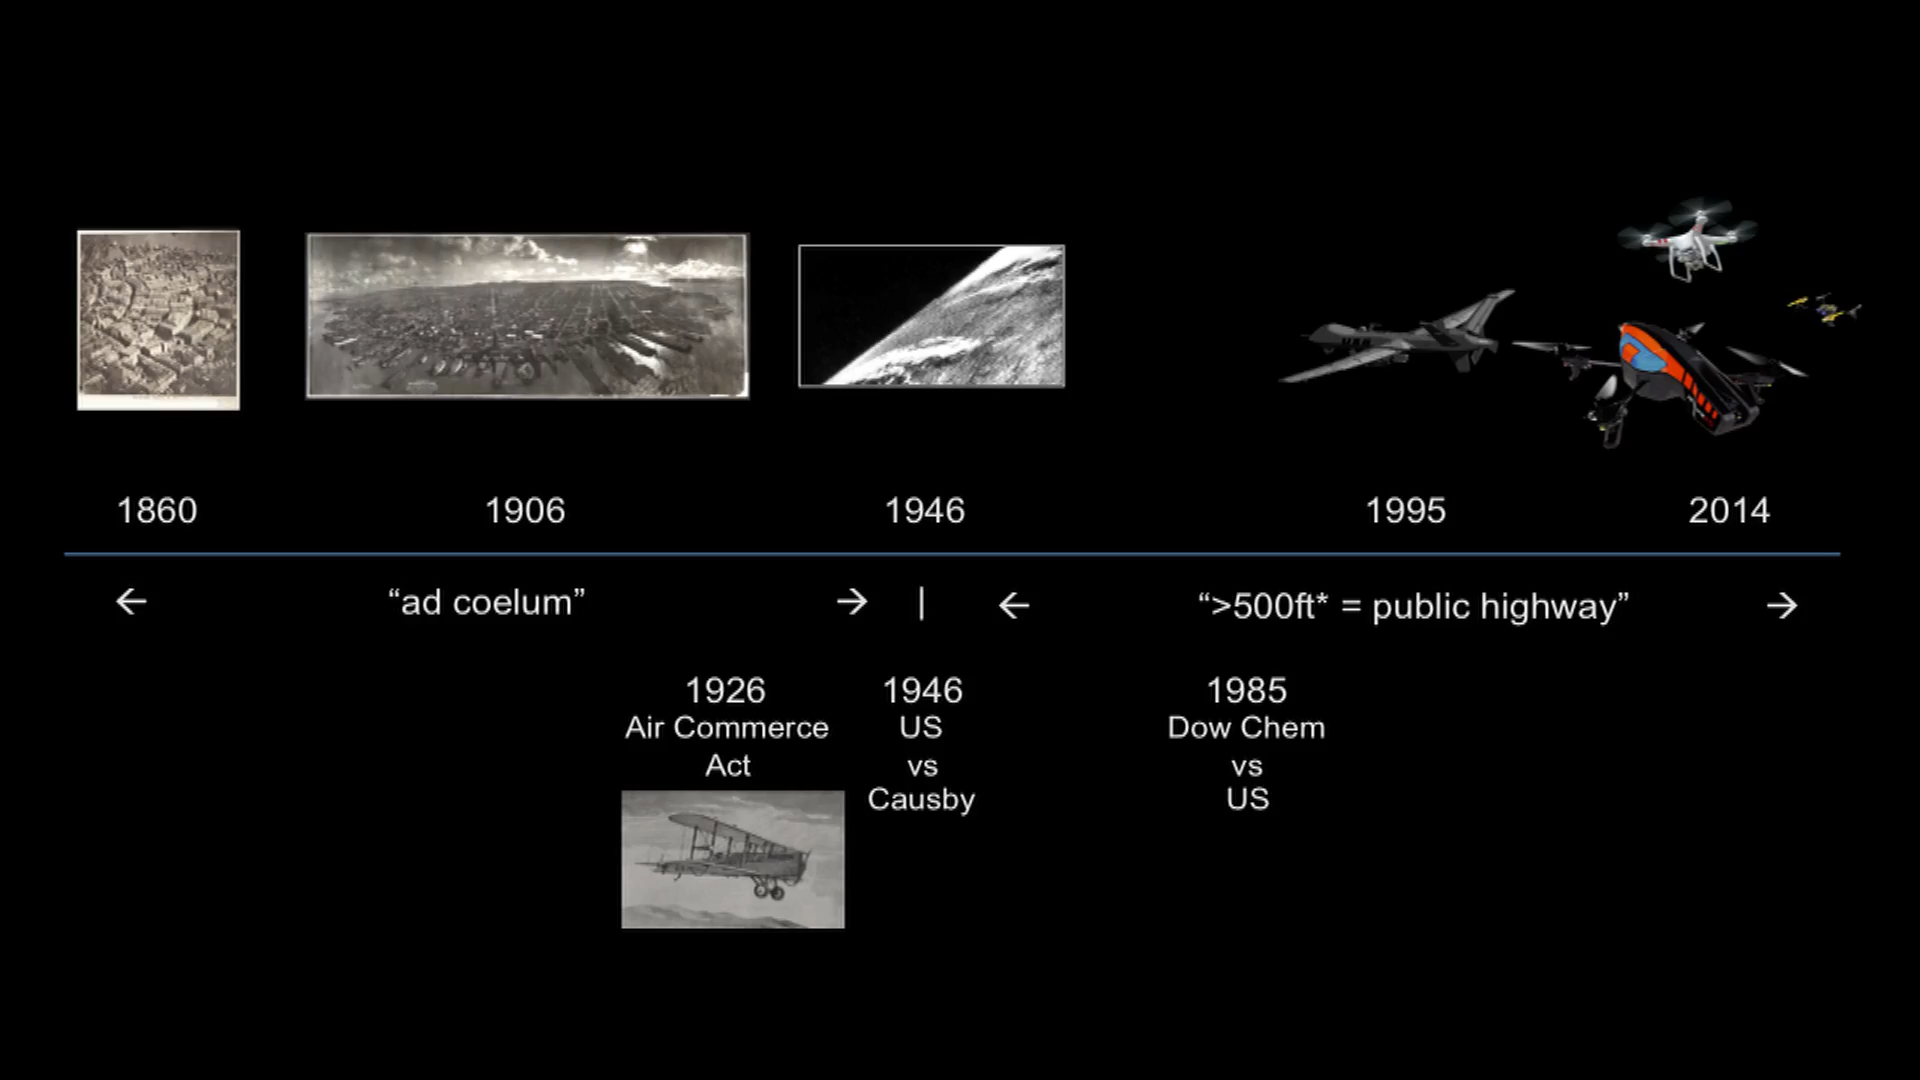 1860 1906 1946 1995 2014
← “ad coelum” → | ← “>500ft* = public highway” →
1926
Air Commerce
Act
1946
US
vs
Causby
1985
Dow Chem
vs
US